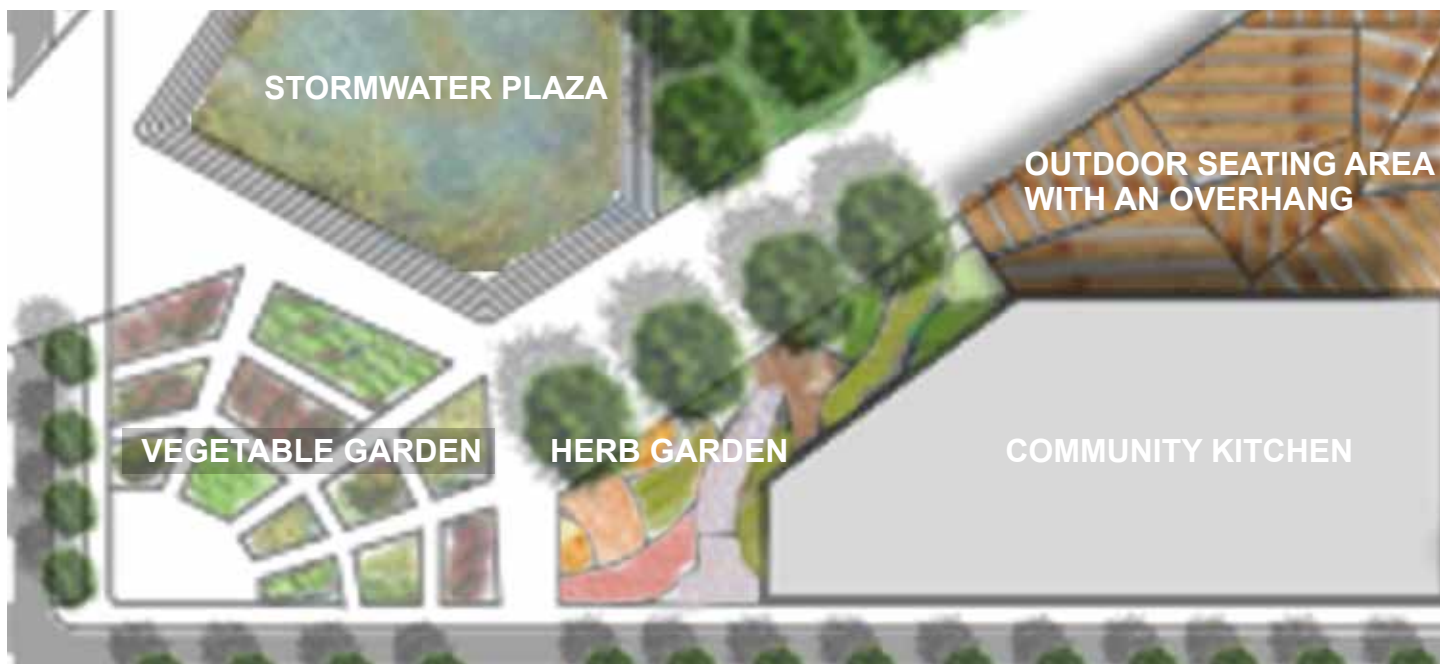 STORMWATER PLAZA
OUTDOOR SEATING AREA
WITH AN OVERHANG
VEGETABLE GARDEN
HERB GARDEN
COMMUNITY KITCHEN